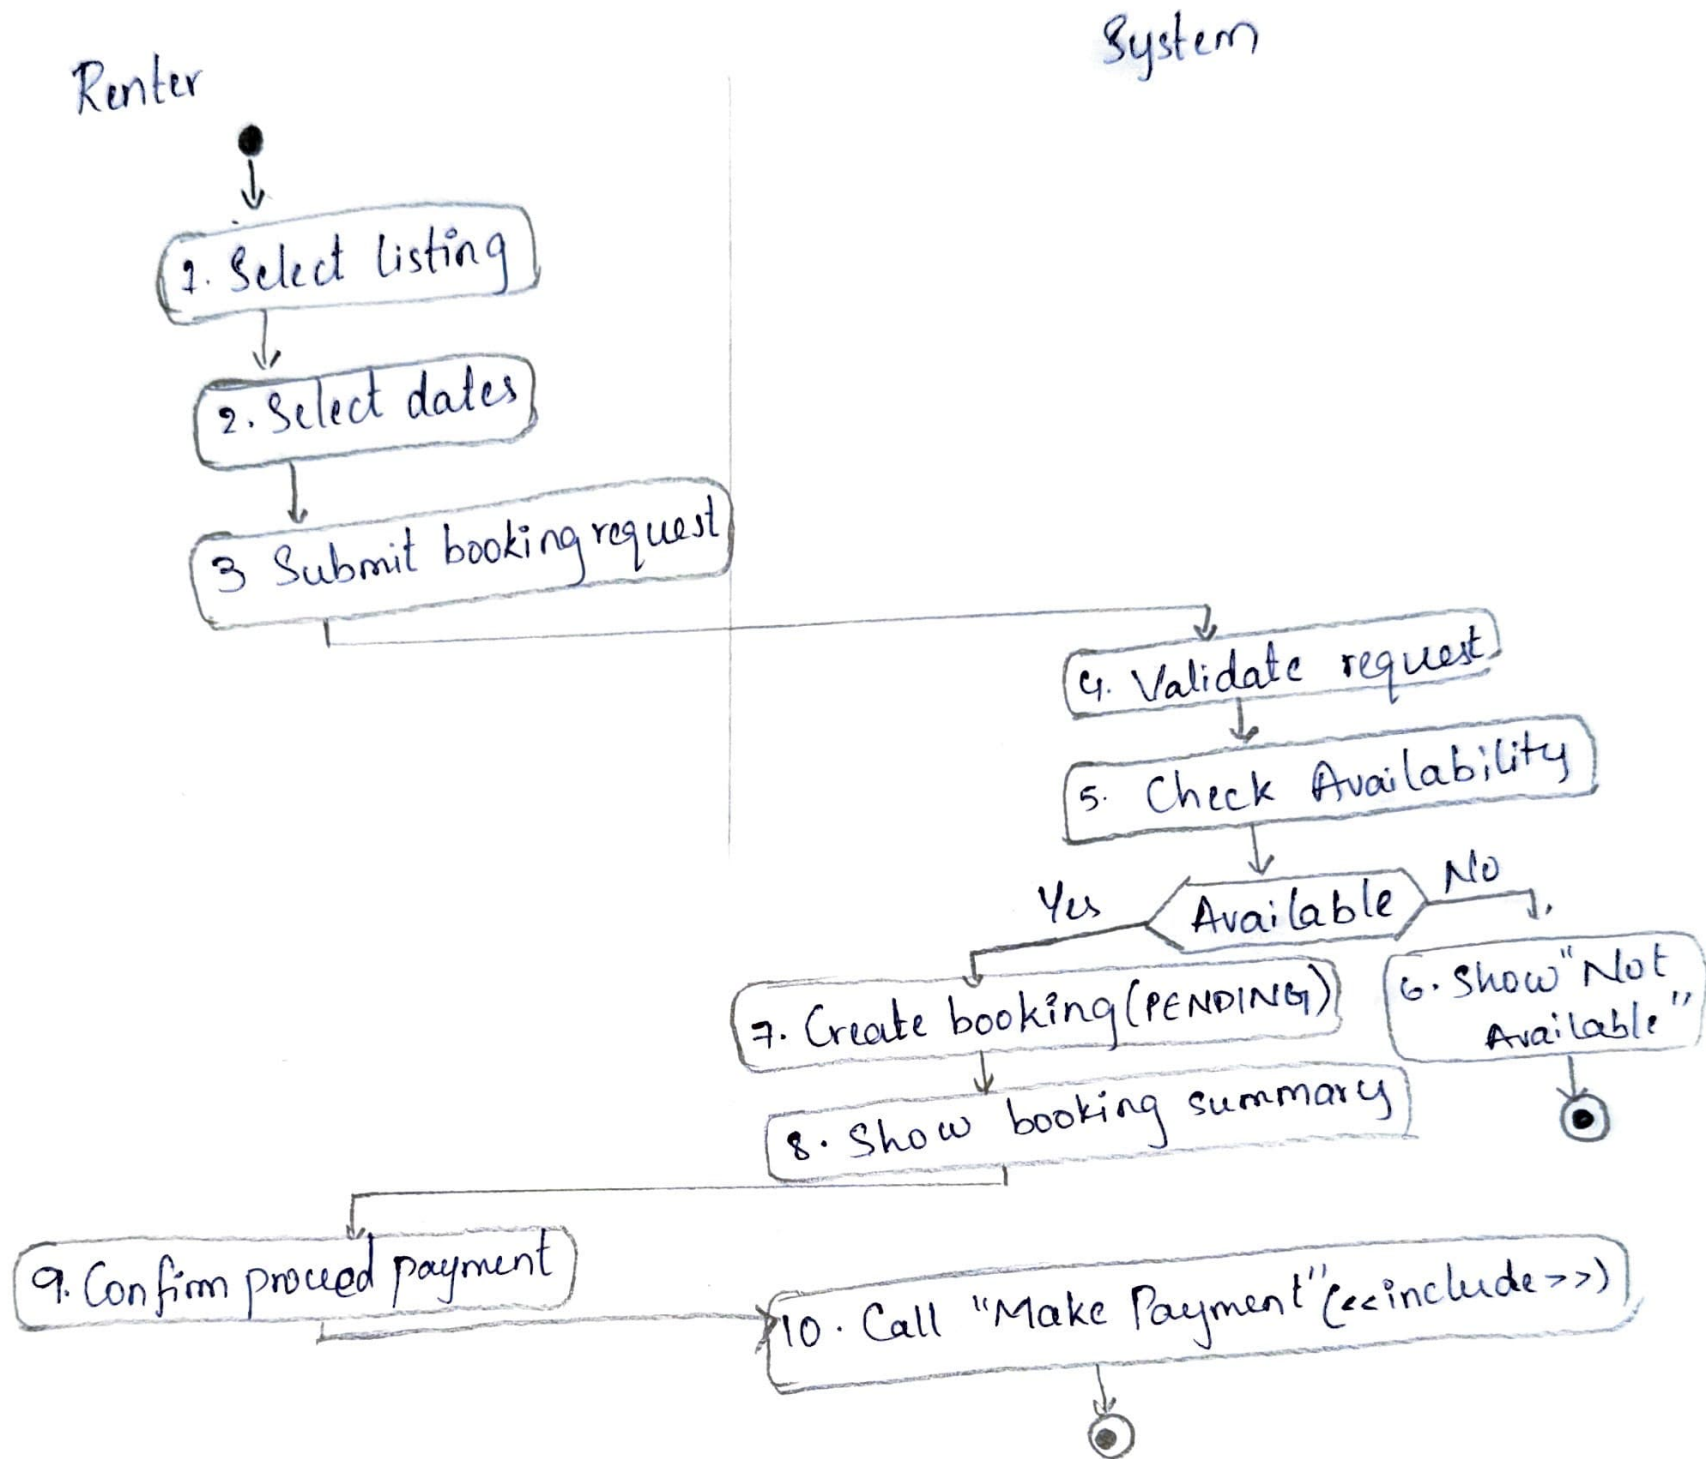 Renter
System
1. Select listing
2. Select dates
3 Submit booking request
4. Validate request
5. Check Availability
Available
Yes
No
6. Show "Not
Available"
7. Create booking (PENDING)
8. Show booking summary
9. Confirm proceed payment
10. Call "Make Payment" (<<include>>)